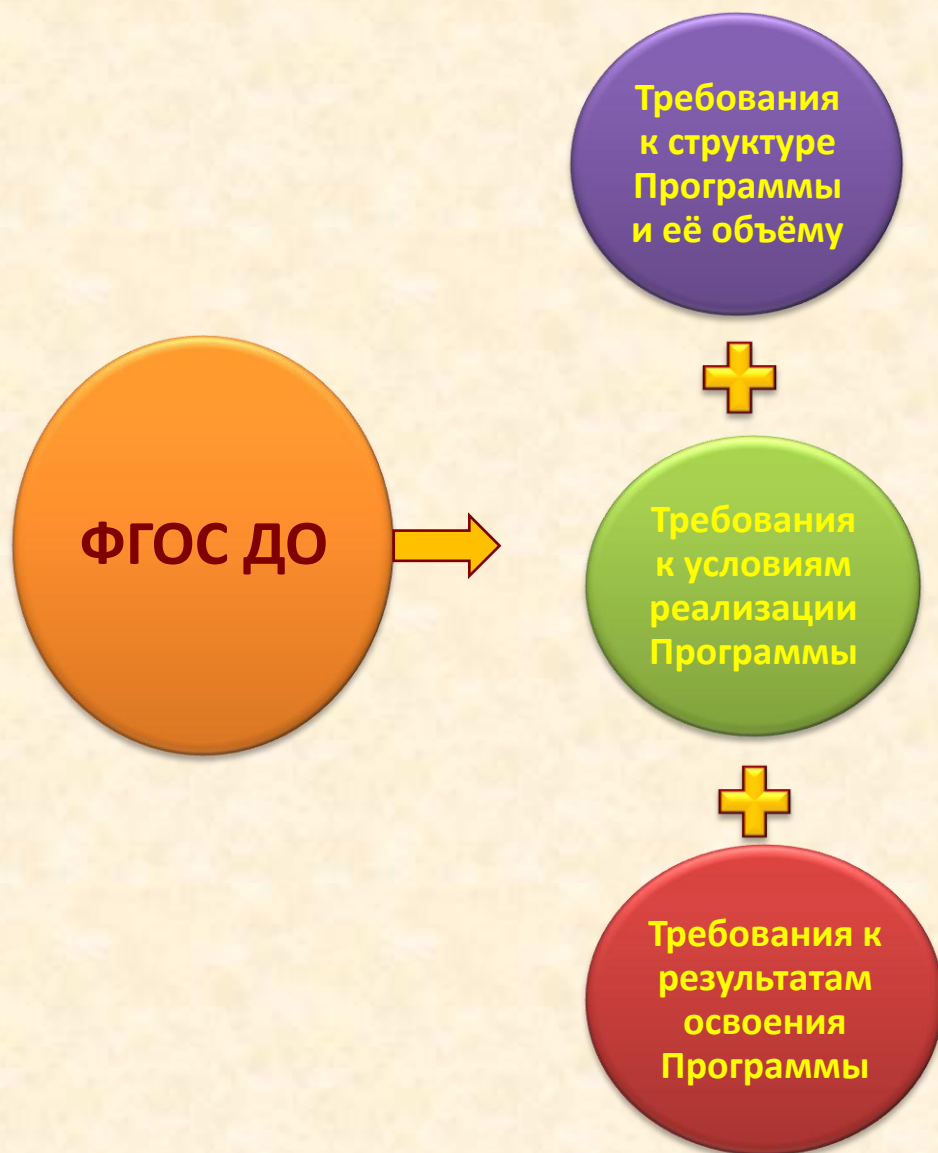 ФГОС ДО
Требования
к структуре
Программы
и её объёму
Требования
к условиям
реализации
Программы
Требования к
результатам
освоения
Программы